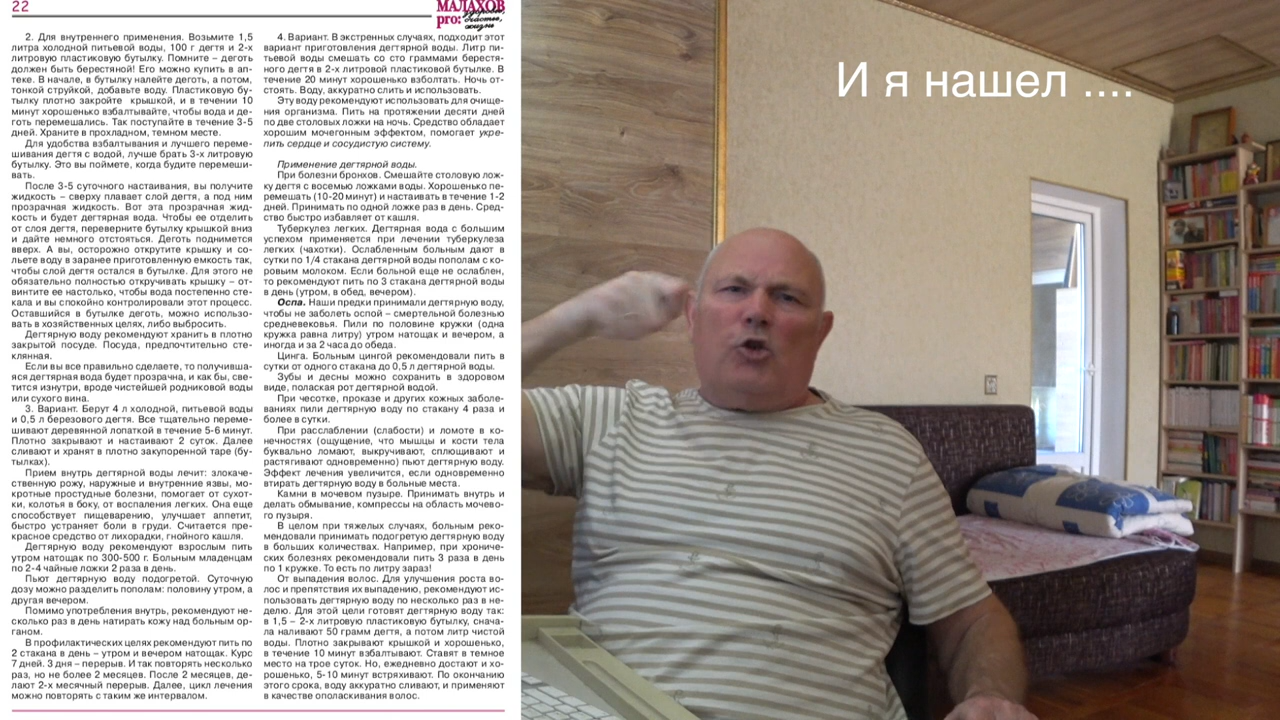 22
МАЛАХОВ
pro: здоровье,
счастье,
жизнь
2. Для внутреннего применения. Возьмите 1,5
литра холодной питьевой воды, 100 г дегтя и 2-х
литровую пластиковую бутылку. Помните – деготь
должен быть берестяной! Его можно купить в ап-
теке. В начале, в бутылку налейте деготь, а потом,
тонкой струйкой, добавьте воду. Пластиковую бу-
тылку плотно закройте крышкой, и в течении 10
минут хорошенько взбалтывайте, чтобы вода и де-
готь перемешались. Так поступайте в течение 3-5
дней. Храните в прохладном, темном месте.
Для удобства взбалтывания и лучшего переме-
шивания дегтя с водой, лучше брать 3-х литровую
бутылку. Это вы поймете, когда будите перемеши-
вать.
После 3-5 суточного настаивания, вы получите
жидкость – сверху плавает слой дегтя, а под ним
прозрачная жидкость. Вот эта прозрачная жид-
кость и будет дегтярная вода. Чтобы ее отделить
от слоя дегтя, переверните бутылку крышкой вниз
и дайте немного отстояться. Деготь поднимется
вверх. А вы, осторожно открутите крышку и со-
льете воду в заранее приготовленную емкость так,
чтобы слой дегтя остался в бутылке. Для этого не
обязательно полностью откручивать крышку – от-
винтите ее настолько, чтобы вода постепенно сте-
кала и вы спокойно контролировали этот процесс.
Оставшийся в бутылке деготь, можно использо-
вать в хозяйственных целях, либо выбросить.
Дегтярную воду рекомендуют хранить в плотно
закрытой посуде. Посуда, предпочтительно сте-
клянная.
Если вы все правильно сделаете, то получивша-
яся дегтярная вода будет прозрачна, и как бы, све-
тится изнутри, вроде чистейшей родниковой воды
или сухого вина.
3. Вариант. Берут 4 л холодной, питьевой воды
и 0,5 л березового дегтя. Все тщательно переме-
шивают деревянной лопаткой в течение 5-6 минут.
Плотно закрывают и настаивают 2 суток. Далее
сливают и хранят в плотно закупоренной таре (бу-
тылках).
Прием внутрь дегтярной воды лечит: злокаче-
ственную рожу, наружные и внутренние язвы, мо-
кротные простудные болезни, помогает от сухот-
ки, колотья в боку, от воспаления легких. Она еще
способствует пищеварению, улучшает аппетит,
быстро устраняет боли в груди. Считается пре-
красное средство от лихорадки, гнойного кашля.
Дегтярную воду рекомендуют взрослым пить
утром натощак по 300-500 г. Больным младенцам
по 2-4 чайные ложки 2 раза в день.
Пьют дегтярную воду подогретой. Суточную
дозу можно разделить пополам: половину утром, а
другая вечером.
Помимо употребления внутрь, рекомендуют не-
сколько раз в день натирать кожу над больным ор-
ганом.
В профилактических целях рекомендуют пить по
2 стакана в день – утром и вечером натощак. Курс
7 дней. 3 дня – перерыв. И так повторять несколько
раз, но не более 2 месяцев. После 2 месяцев, де-
лают 2-х месячный перерыв. Далее, цикл лечения
можно повторять с таким же интервалом.
4. Вариант. В экстренных случаях, подходит этот
вариант приготовления дегтярной воды. Литр пи-
тьевой воды смешать со сто граммами берестя-
ного дегтя в 2-х литровой пластиковой бутылке. В
течение 20 минут хорошенько взболтать. Ночь от-
стоять. Воду, аккуратно слить и использовать.
Эту воду рекомендуют использовать для очище-
ния организма. Пить на протяжении десяти дней
по две столовых ложки на ночь. Средство обладает
хорошим мочегонным эффектом, помогает укре-
пить сердце и сосудистую систему.
Применение дегтярной воды.
При болезни бронхов. Смешайте столовую лож-
ку дегтя с восемью ложками воды. Хорошенько пе-
ремешать (10-20 минут) и настаивать в течение 1-2
дней. Принимать по одной ложке раз в день. Сред-
ство быстро избавляет от кашля.
Туберкулез легких. Дегтярная вода с большим
успехом применяется при лечении туберкулеза
легких (чахотки). Ослабленным больным дают в
сутки по 1/4 стакана дегтярной воды пополам с ко-
ровьим молоком. Если больной еще не ослаблен,
то рекомендуют пить по 3 стакана дегтярной воды
в день (утром, в обед, вечером).
Оспа. Наши предки принимали дегтярную воду,
чтобы не заболеть оспой – смертельной болезнью
средневековья. Пили по половине кружки (одна
кружка равна литру) утром натощак и вечером, а
иногда и за 2 часа до обеда.
Цинга. Больным цингой рекомендовали пить в
сутки от одного стакана до 0,5 л дегтярной воды.
Зубы и десны можно сохранить в здоровом
виде, полаская рот дегтярной водой.
При чесотке, проказе и других кожных заболе-
ваниях пили дегтярную воду по стакану 4 раза и
более в сутки.
При расслаблении (слабости) и ломоте в ко-
нечностях (ощущение, что мышцы и кости тела
буквально ломают, выкручивают, сплющивают и
растягивают одновременно) пьют дегтярную воду.
Эффект лечения увеличится, если одновременно
втирать дегтярную воду в больные места.
Камни в мочевом пузыре. Принимать внутрь и
делать обмывание, компрессы на область мочево-
го пузыря.
В целом при тяжелых случаях, больным реко-
мендовали принимать подогретую дегтярную воду
в больших количествах. Например, при хрониче-
ских болезнях рекомендовали пить 3 раза в день
по 1 кружке. То есть по литру зараз!
От выпадения волос. Для улучшения роста во-
лос и препятствия их выпадению, рекомендуют ис-
пользовать дегтярную воду по несколько раз в не-
делю. Для этой цели готовят дегтярную воду так:
в 1,5 – 2-х литровую пластиковую бутылку, снача-
ла наливают 50 грамм дегтя, а потом литр чистой
воды. Плотно закрывают крышкой и хорошенько,
в течение 10 минут взбалтывают. Ставят в темное
место на трое суток. Но, ежедневно достают и хо-
рошенько, 5-10 минут встряхивают. По окончанию
этого срока, воду аккуратно сливают, и применяют
в качестве ополаскивания волос.
И я нашел ....